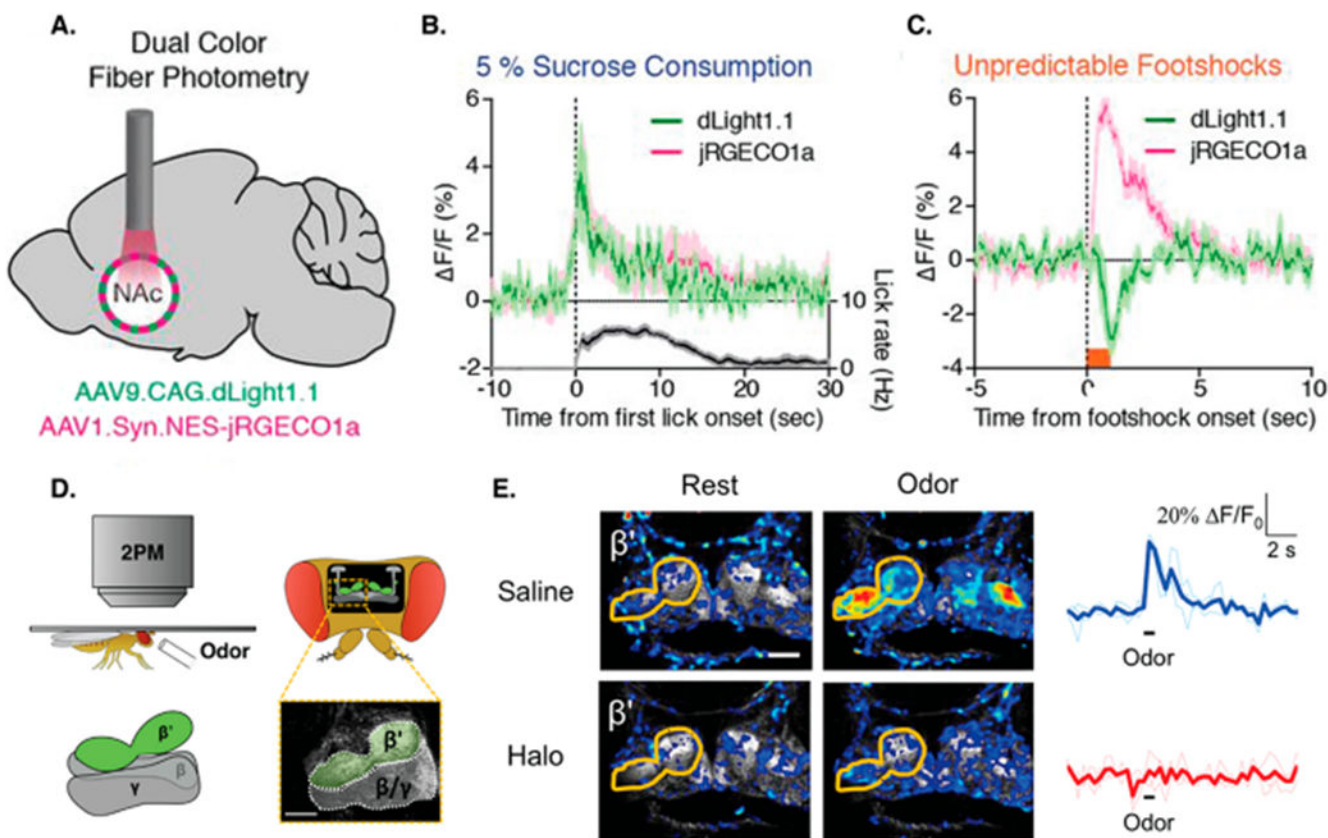 A.
Dual Color
Fiber Photometry
NAc
AAV9.CAG.dLight1.1
AAV1.Syn.NES-jRGECO1a
B.
5 % Sucrose Consumption
dLight1.1
jRGECO1a
ΔF/F (%)
6
4
2
0
-2
10
0
Lick rate (Hz)
-10 0 10 20 30
Time from first lick onset (sec)
C.
Unpredictable Footshocks
dLight1.1
jRGECO1a
ΔF/F (%)
6
4
2
0
-2
-4
-5 0 5 10
Time from footshock onset (sec)
D.
2PM
Odor
β'
β
γ
β'
β/γ
E.
Rest Odor
Saline
β'
20% ΔF/F0
2 s
Odor
Halo
β'
Odor